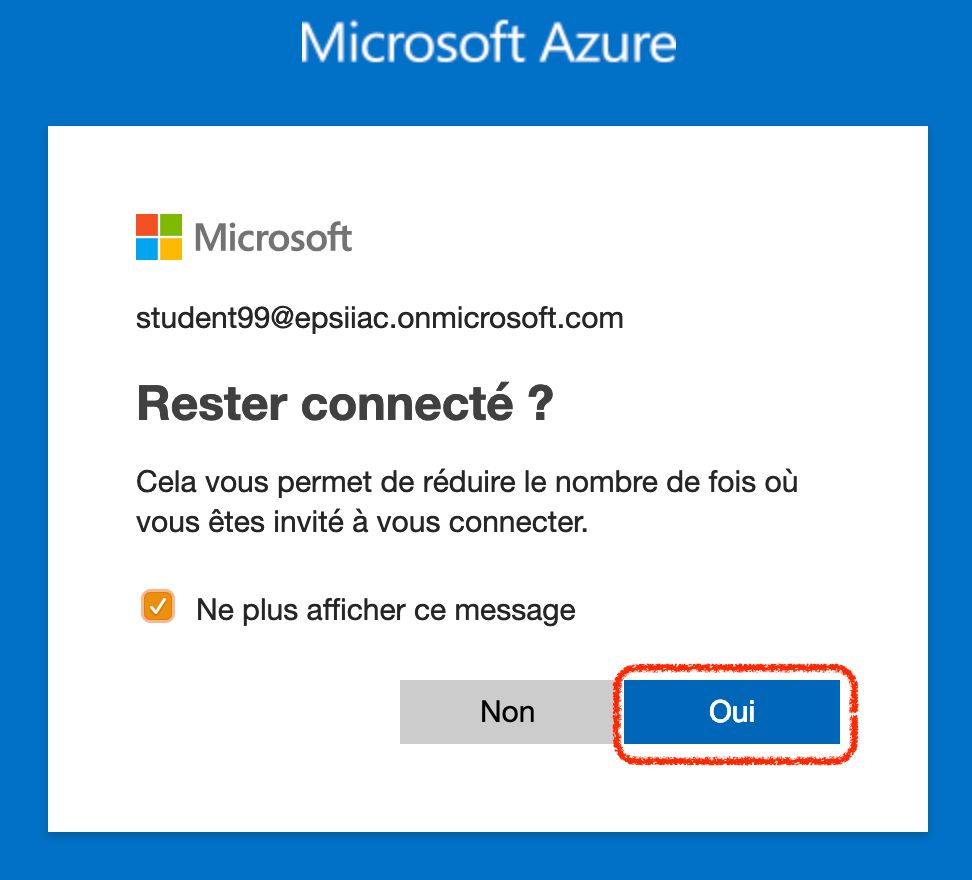 Microsoft Azure
Microsoft
student99@epsiiac.onmicrosoft.com
Rester connecté ?
Cela vous permet de réduire le nombre de fois où
vous êtes invité à vous connecter.
Ne plus afficher ce message
Non
Oui